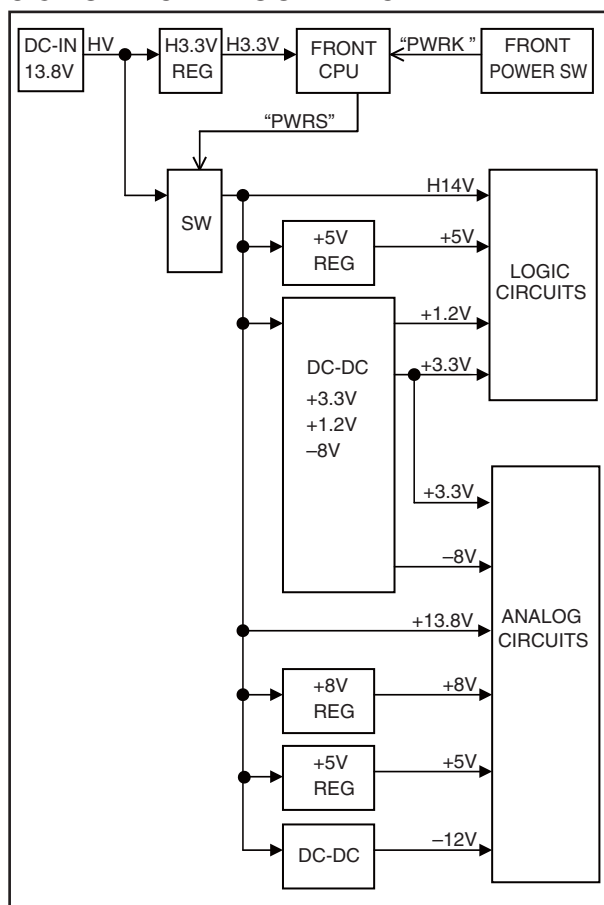 DC-IN
13.8V
HV
H3.3V
REG
H3.3V
FRONT
CPU
“PWRK ”
FRONT
POWER SW
“PWRS”
SW
H14V
+5V
REG
+5V
LOGIC
CIRCUITS
DC-DC
+3.3V
+1.2V
–8V
+1.2V
+3.3V
+3.3V
–8V
+13.8V
ANALOG
CIRCUITS
+8V
REG
+8V
+5V
REG
+5V
DC-DC
–12V